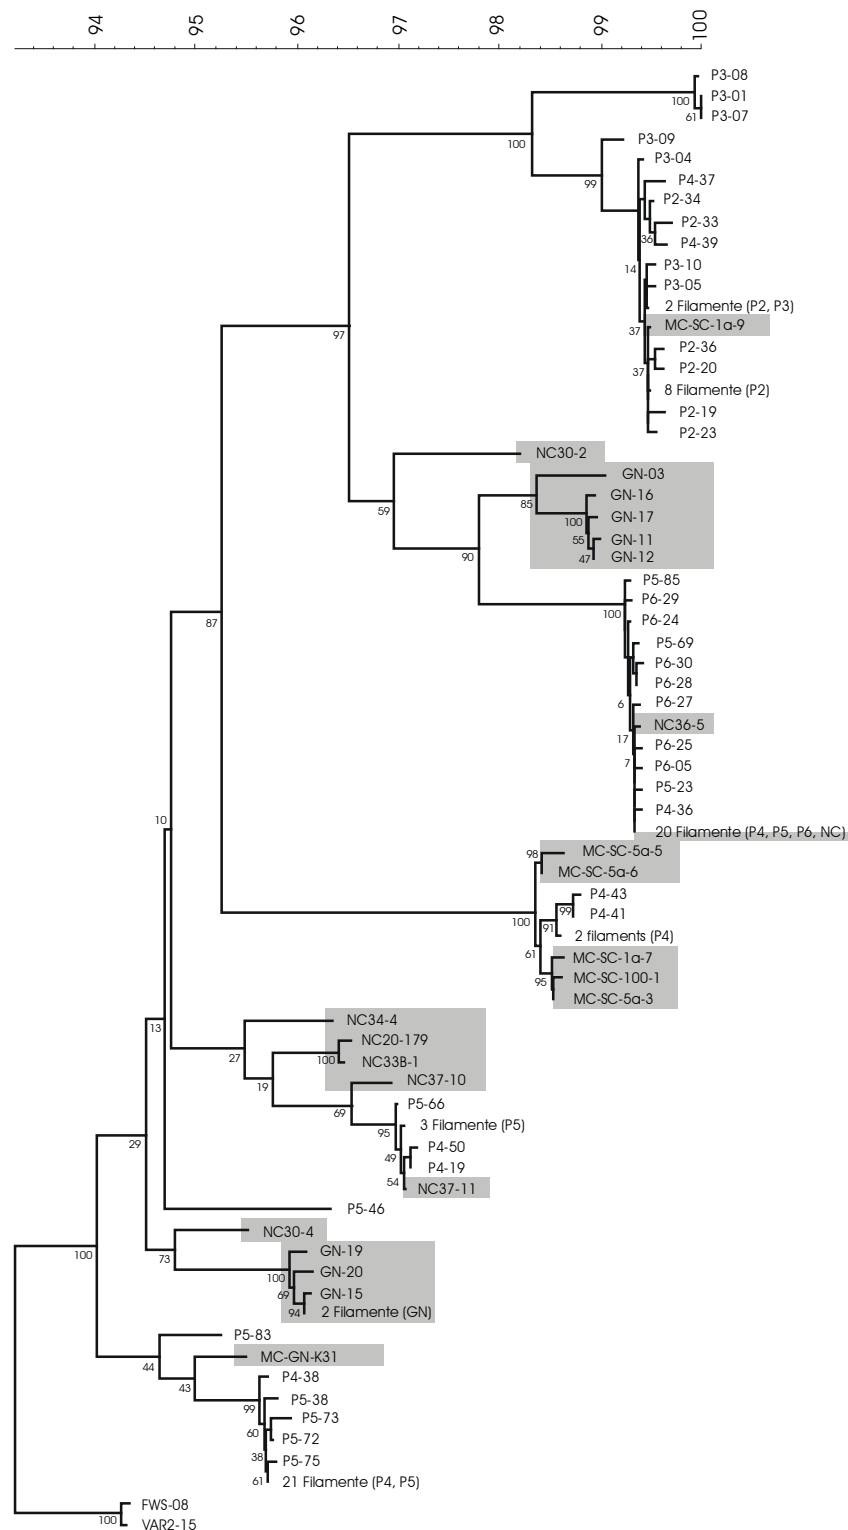 94 95 96 97 98 99 100
P3-08
100 P3-01
61 P3-07
P3-09
100
P3-04
99 P4-37
P2-34
P2-33
36 P4-39
P3-10
14
P3-05
2 Filamente (P2, P3)
MC-SC-1a-9
97 37
P2-36
P2-20
37
8 Filamente (P2)
P2-19
P2-23
NC30-2
GN-03
GN-16
59 85
GN-17
100
GN-11
55
GN-12
90 47
P5-85
P6-29
100
P6-24
87
P5-69
P6-30
P6-28
P6-27
6
NC36-5
17
P6-25
7
P6-05
P5-23
P4-36
10
20 Filamente (P4, P5, P6, NC)
98 MC-SC-5a-5
MC-SC-5a-6
P4-43
99 P4-41
100
91
2 filaments (P4)
61
MC-SC-1a-7
95 MC-SC-100-1
MC-SC-5a-3
NC34-4
13
NC20-179
27 100
NC33B-1
NC37-10
19
P5-66
69
3 Filamente (P5)
95
P4-50
29
49
P4-19
54
NC37-11
P5-46
NC30-4
GN-19
100 73
GN-20
100
GN-15
69
2 Filamente (GN)
94
P5-83
MC-GN-K31
44
P4-38
43
P5-38
99
P5-73
60
P5-72
38
P5-75
61 21 Filamente (P4, P5)
FWS-08
100
VAR2-15